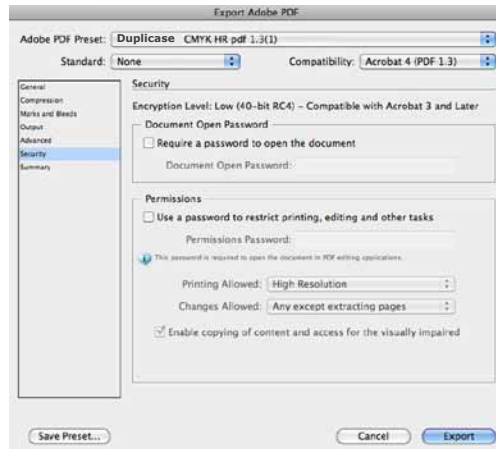 Export Adobe PDF
Adobe PDF Preset: Duplicase CMYK HR pdf 1.3(1)
Standard: None Compatibility: Acrobat 4 (PDF 1.3)
General
Compression
Marks and Bleeds
Output
Advanced
Security
Summary
Security
Encryption Level: Low (40-bit RC4) – Compatible with Acrobat 3 and Later
Document Open Password
Require a password to open the document
Document Open Password:
Permissions
Use a password to restrict printing, editing and other tasks
Permissions Password:
This password is required to open the document in PDF editing applications.
Printing Allowed: High Resolution
Changes Allowed: Any except extracting pages
Enable copying of content and access for the visually impaired
Save Preset... Cancel Export